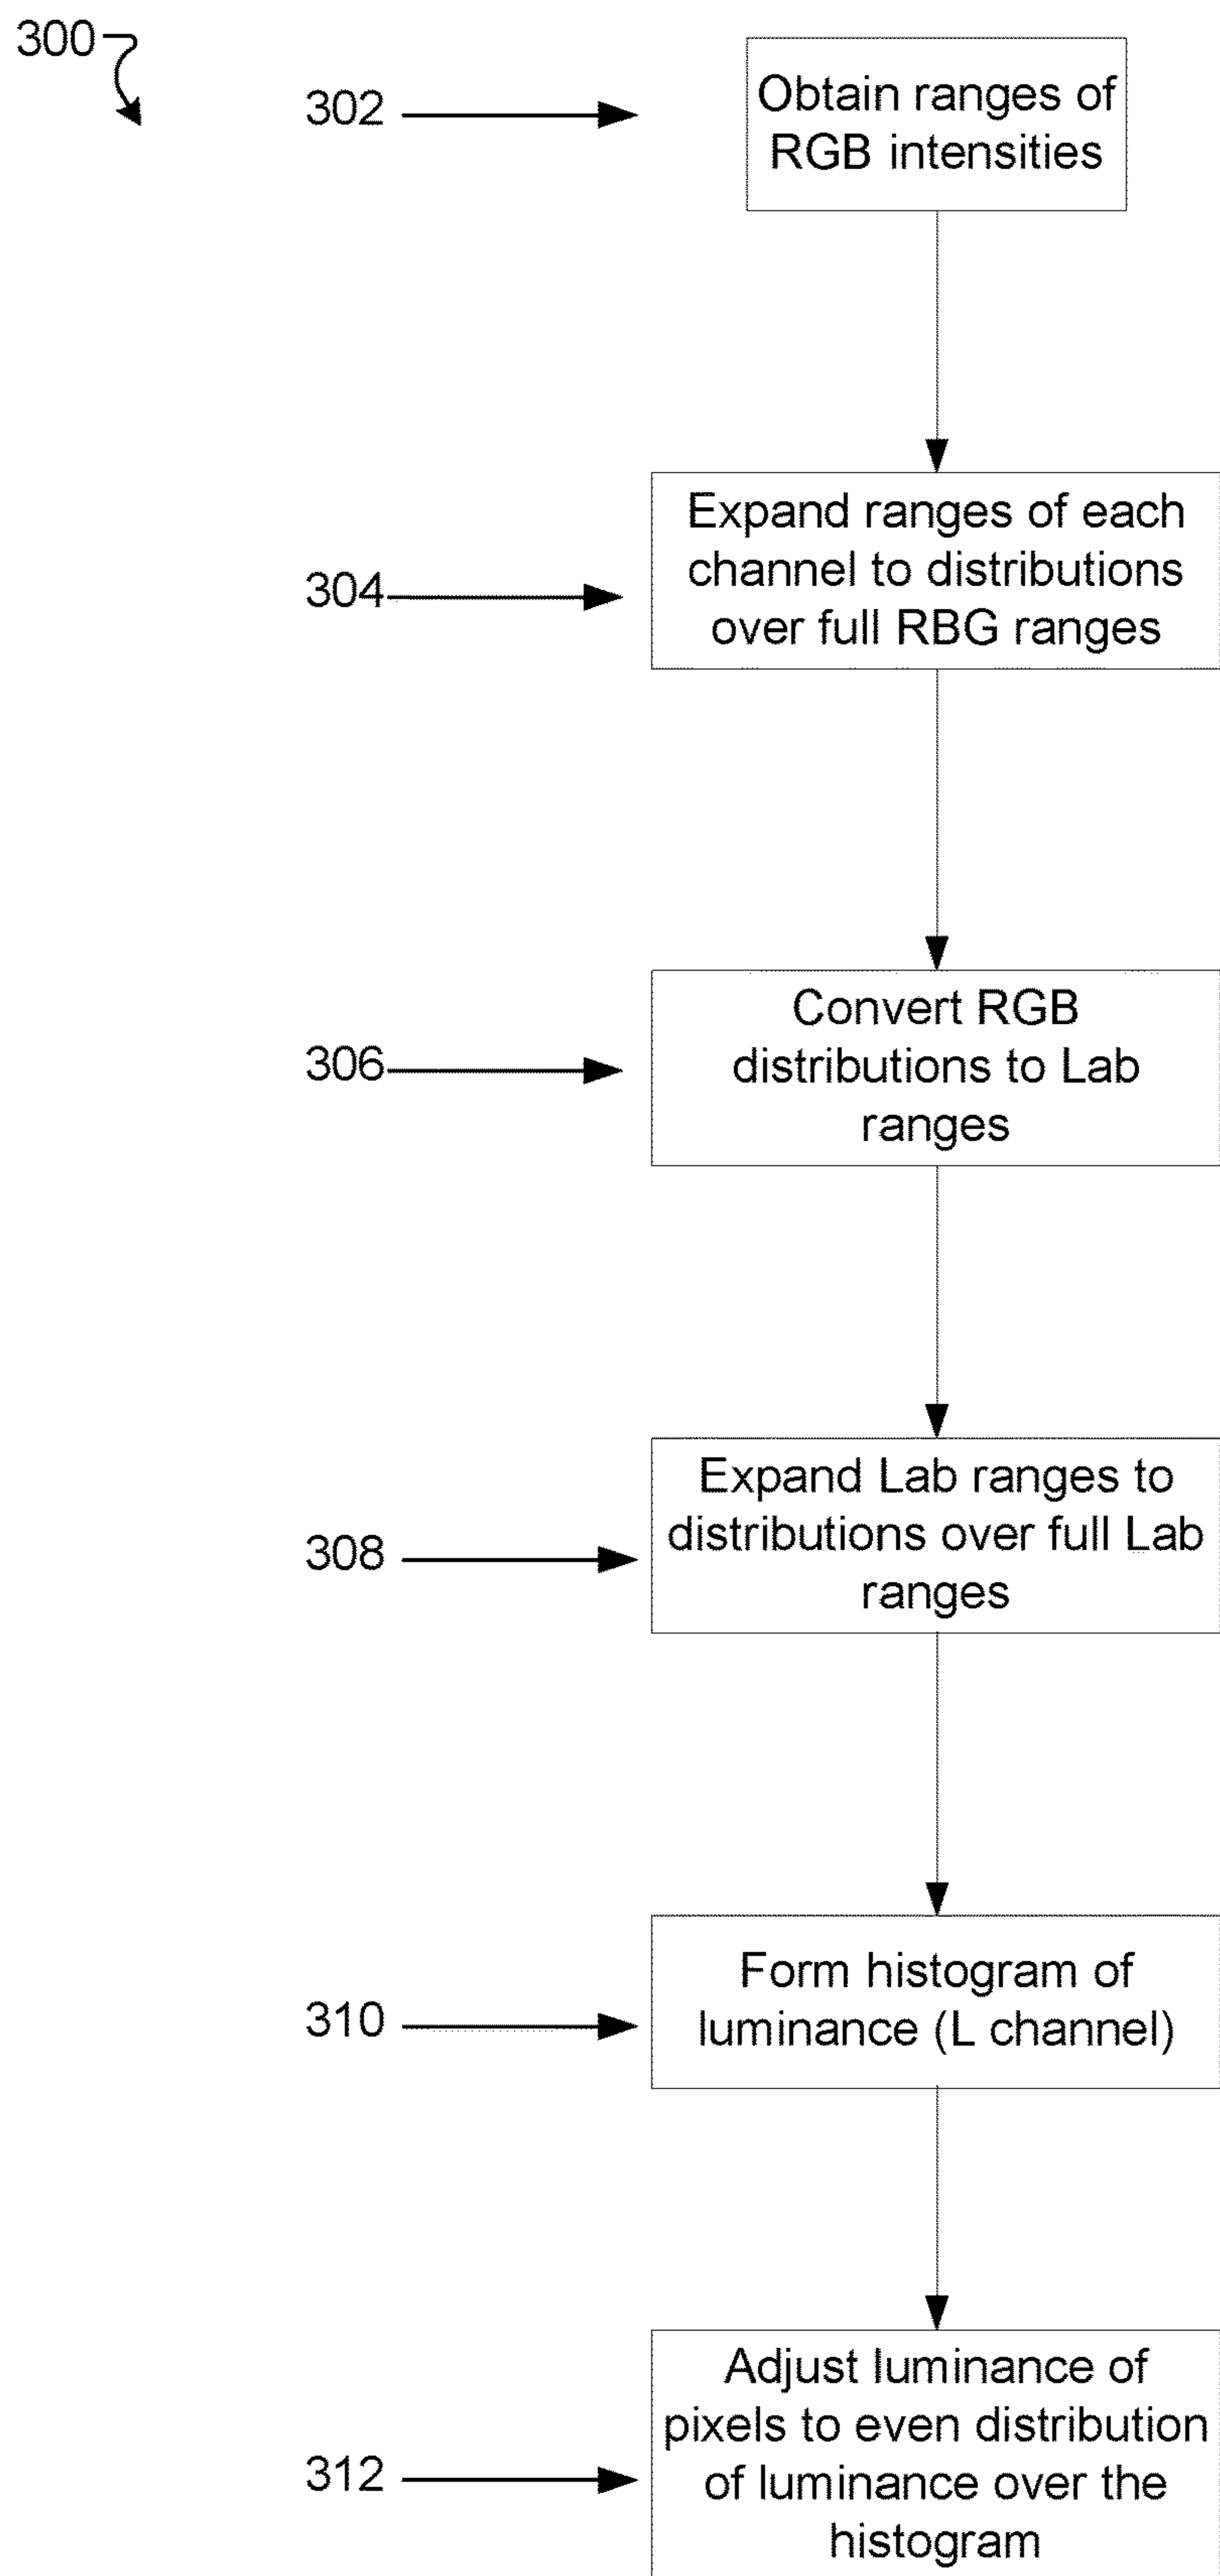 300
302
Obtain ranges of
RGB intensities
304
Expand ranges of each
channel to distributions
over full RBG ranges
306
Convert RGB
distributions to Lab
ranges
308
Expand Lab ranges to
distributions over full Lab
ranges
310
Form histogram of
luminance (L channel)
312
Adjust luminance of
pixels to even distribution
of luminance over the
histogram